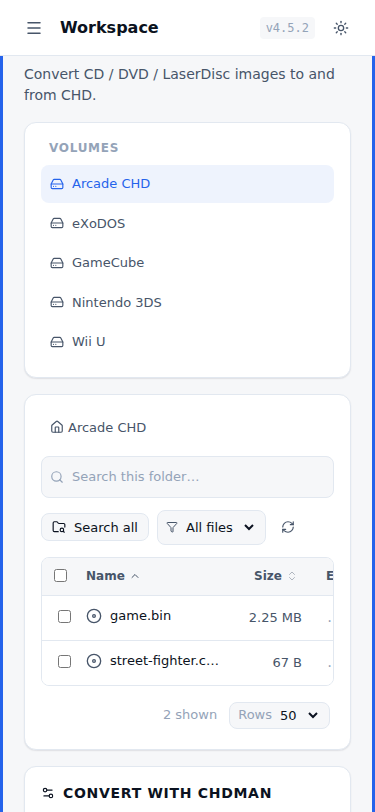 Workspace
v4.5.2
Convert CD / DVD / LaserDisc images to and
from CHD.
VOLUMES
Arcade CHD
eXoDOS
GameCube
Nintendo 3DS
Wii U
Arcade CHD
Search this folder…
Search all
All files
Name
Size
game.bin
2.25 MB
street-fighter.c…
67 B
2 shown
Rows 50
CONVERT WITH CHDMAN